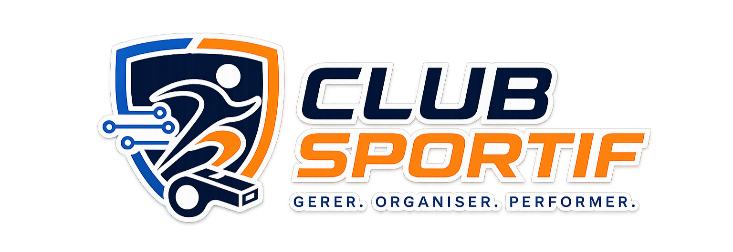 CLUB
SPORTIF
GERER. ORGANISER. PERFORMER.